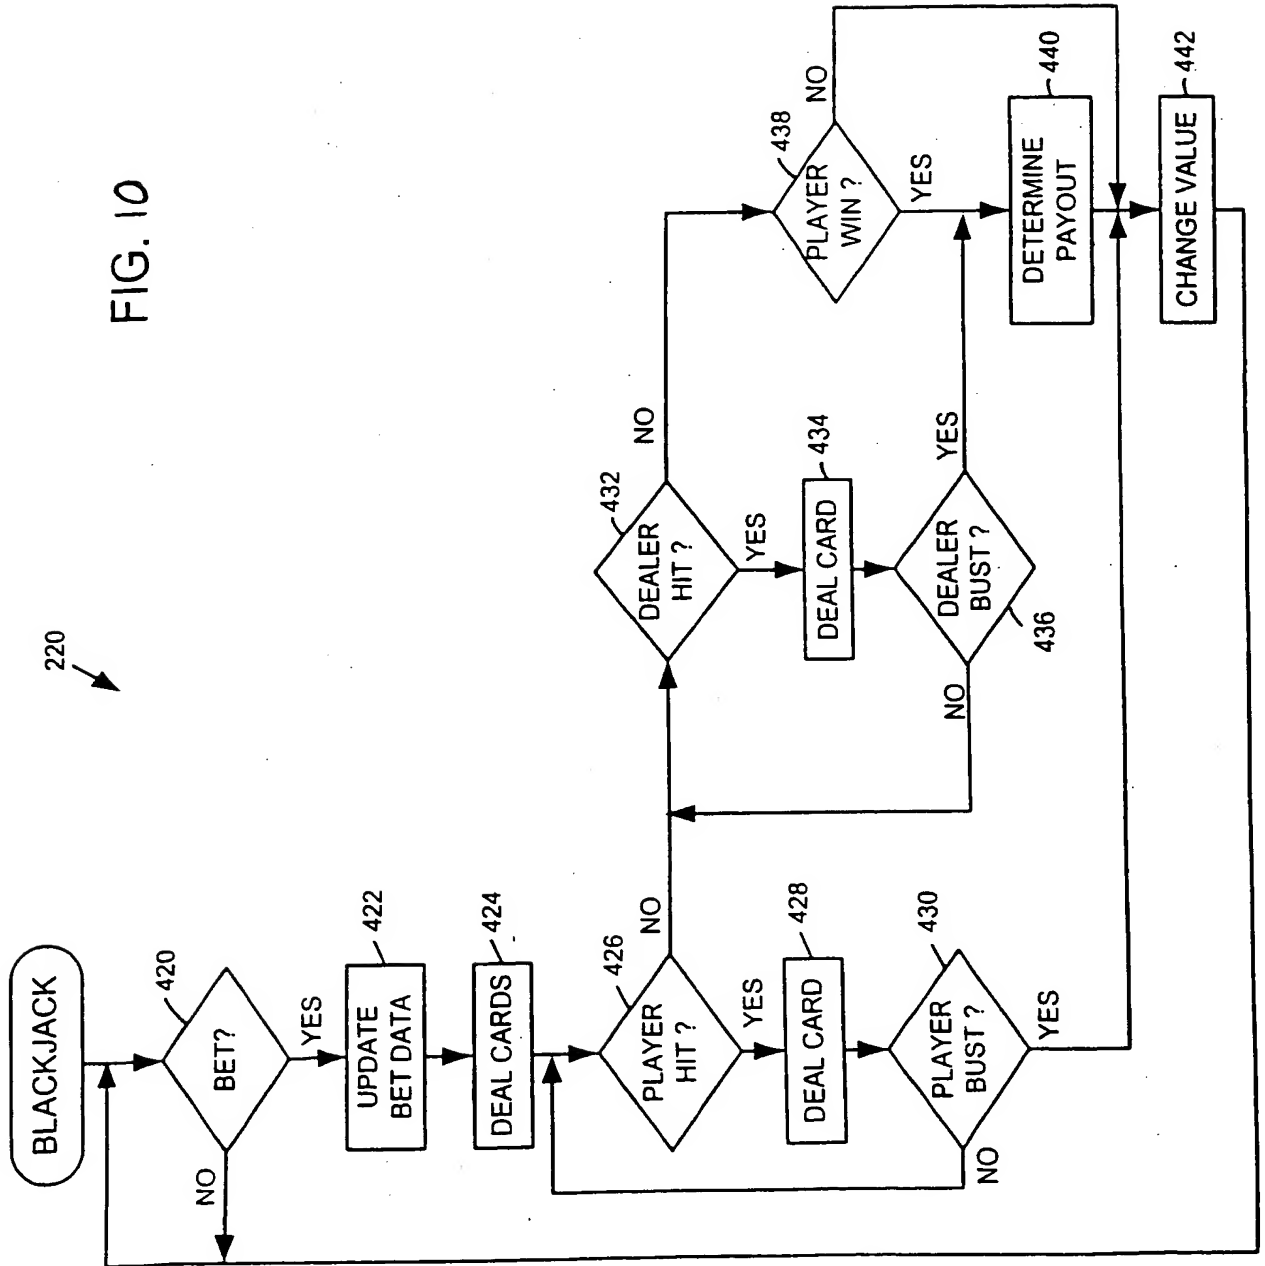 FIG. 10
220
BLACKJACK
420
BET?
NO
YES
422
UPDATE
BET DATA
424
DEAL CARDS
426
PLAYER
HIT ?
NO
YES
428
DEAL CARD
430
PLAYER
BUST ?
NO
YES
432
DEALER
HIT ?
NO
YES
434
DEAL CARD
DEALER
BUST ?
436
NO
YES
438
PLAYER
WIN ?
NO
YES
440
DETERMINE
PAYOUT
442
CHANGE VALUE